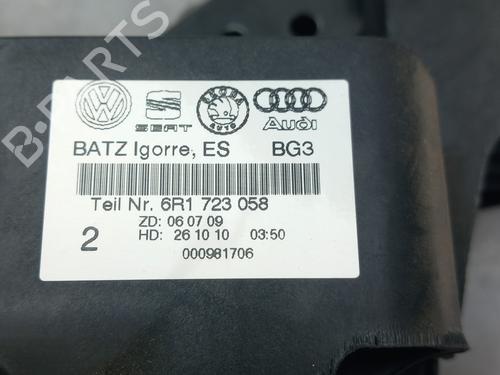 SEAT
ŠKODA
AUTO
Audi
BATZ Igorre, ES BG3
Teil Nr. 6R1 723 058
ZD: 06 07 09
2
HD: 26 10 10 03:50
000981706
B-PARTS